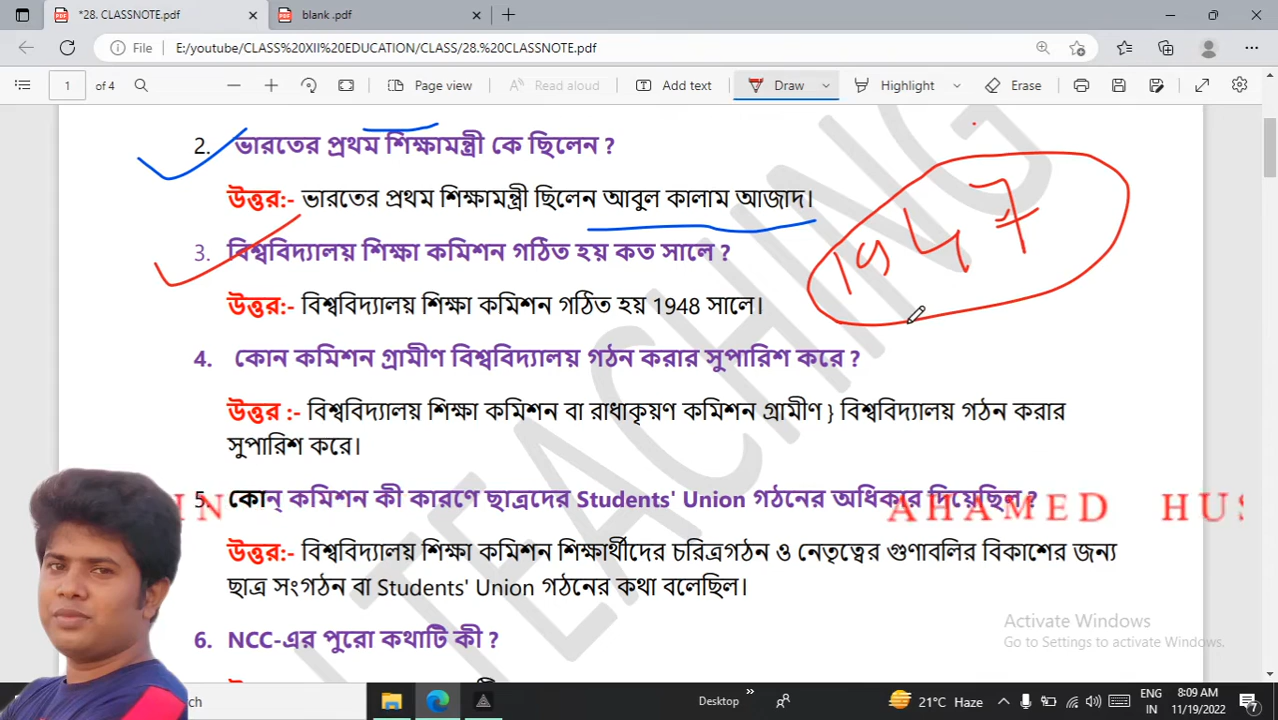 *28. CLASSNOTE.pdf
blank .pdf
File
E:/youtube/CLASS%20XII%20EDUCATION/CLASS/28.%20CLASSNOTE.pdf
1 of 4
Page view
Read aloud
Add text
Draw
Highlight
Erase
2. ভারতের প্রথম শিক্ষামন্ত্রী কে ছিলেন ?
উত্তর:- ভারতের প্রথম শিক্ষামন্ত্রী ছিলেন আবুল কালাম আজাদ।
1947
3. বিশ্ববিদ্যালয় শিক্ষা কমিশন গঠিত হয় কত সালে ?
উত্তর:- বিশ্ববিদ্যালয় শিক্ষা কমিশন গঠিত হয় 1948 সালে।
4. কোন কমিশন গ্রামীণ বিশ্ববিদ্যালয় গঠন করার সুপারিশ করে ?
উত্তর :- বিশ্ববিদ্যালয় শিক্ষা কমিশন বা রাধাকৃয়ণ কমিশন গ্রামীণ } বিশ্ববিদ্যালয় গঠন করার
সুপারিশ করে।
5. কোন্ কমিশন কী কারণে ছাত্রদের Students' Union গঠনের অধিকার দিয়েছিল ?
IN
AHAMED HUS
উত্তর:- বিশ্ববিদ্যালয় শিক্ষা কমিশন শিক্ষার্থীদের চরিত্রগঠন ও নেতৃত্বের গুণাবলির বিকাশের জন্য
ছাত্র সংগঠন বা Students' Union গঠনের কথা বলেছিল।
6. NCC-এর পুরো কথাটি কী ?
TEACHING
Activate Windows
Go to Settings to activate Windows.
Desktop
21°C Haze
ENG
IN
8:09 AM
11/19/2022
7